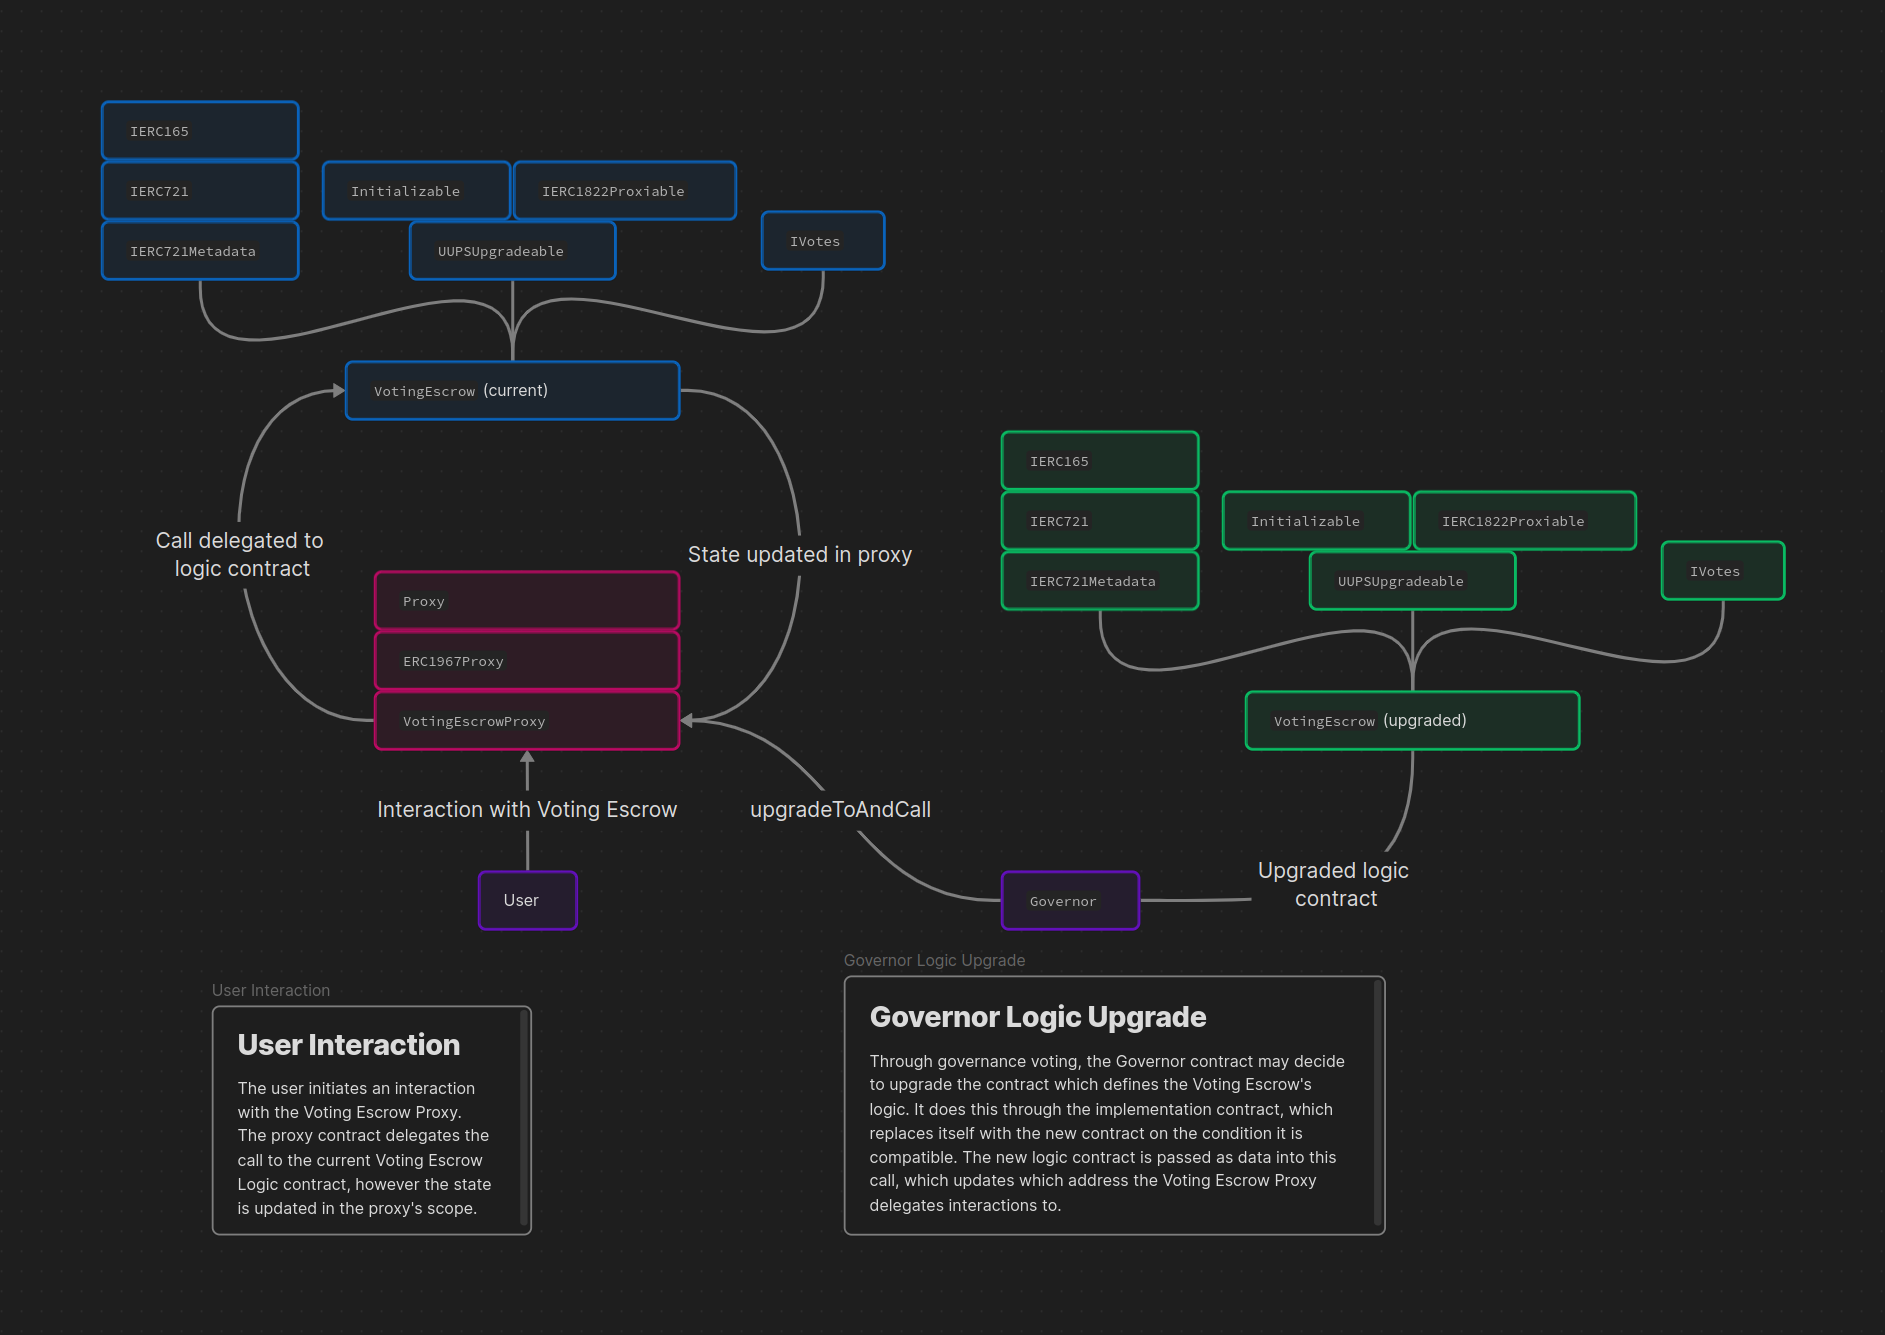 IERC165
IERC721
IERC721Metadata
Initializable
IERC1822Proxiable
UUPSUpgradeable
IVotes
VotingEscrow (current)
Call delegated to
logic contract
State updated in proxy
Proxy
ERC1967Proxy
VotingEscrowProxy
Interaction with Voting Escrow
User
upgradeToAndCall
IERC165
IERC721
IERC721Metadata
Initializable
IERC1822Proxiable
UUPSUpgradeable
IVotes
VotingEscrow (upgraded)
Upgraded logic
contract
Governor
User Interaction
User Interaction
The user initiates an interaction
with the Voting Escrow Proxy.
The proxy contract delegates the
call to the current Voting Escrow
Logic contract, however the state
is updated in the proxy's scope.
Governor Logic Upgrade
Governor Logic Upgrade
Through governance voting, the Governor contract may decide
to upgrade the contract which defines the Voting Escrow's
logic. It does this through the implementation contract, which
replaces itself with the new contract on the condition it is
compatible. The new logic contract is passed as data into this
call, which updates which address the Voting Escrow Proxy
delegates interactions to.